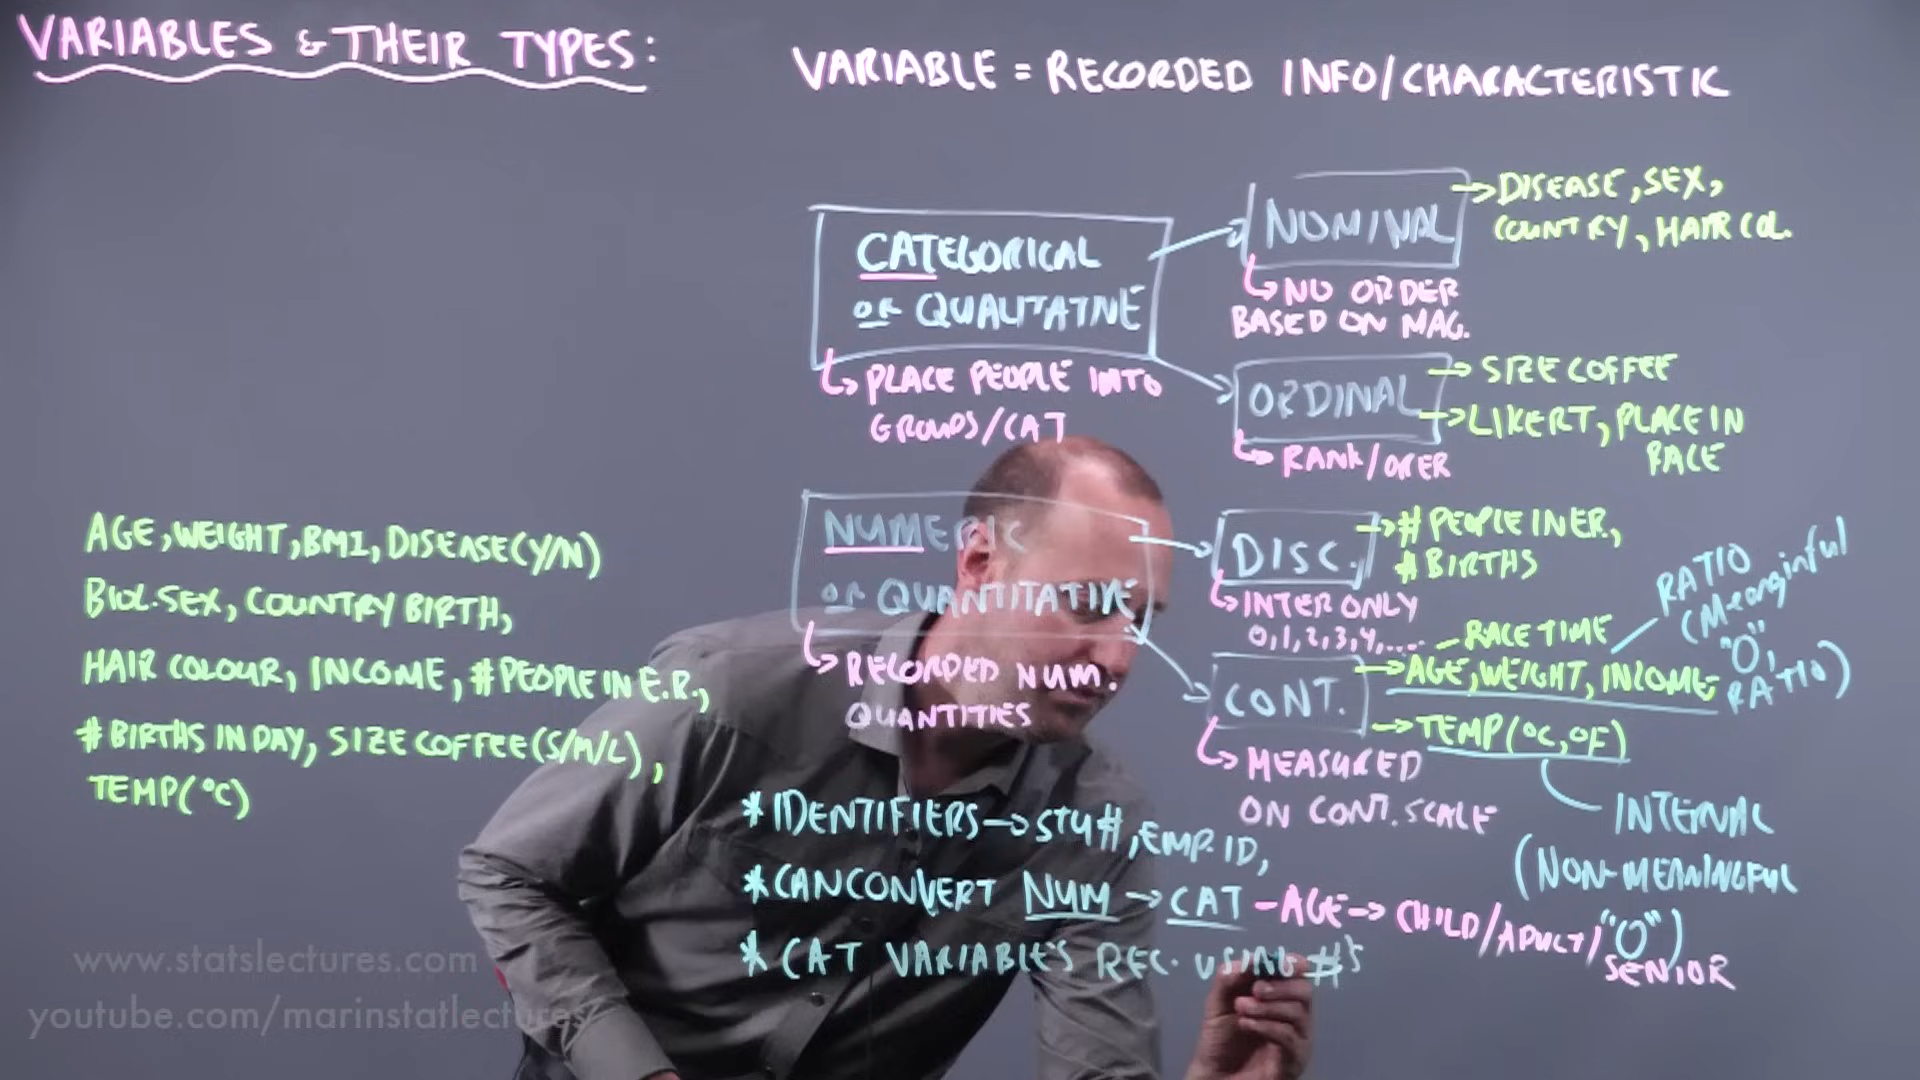 VARIABLES & THEIR TYPES:
VARIABLE = RECORDED INFO/CHARACTERISTIC
CATEGORICAL
OR QUALITATIVE
PLACE PEOPLE INTO
GROUPS/CAT
NOMINAL
DISEASE, SEX,
COUNTRY, HAIR COL.
NO ORDER
BASED ON MAG.
ORDINAL
SIZE COFFEE
LIKERT, PLACE IN
RACE
RANK/ORER
NUMERIC
OR QUANTITATIVE
RECORDED NUM.
QUANTITIES
DISC.
# PEOPLE IN ER,
# BIRTHS
INTER ONLY
0,1,2,3,4,....
CONT.
- RACE TIME
AGE, WEIGHT, INCOME
RATIO
(Meaningful
"0",
RATIO)
TEMP(°C,°F)
MEASURED
ON CONT. SCALE
INTERVAL
(NON-MEANINGFUL
"0")
AGE, WEIGHT, BMI, DISEASE(Y/N)
BIOL. SEX, COUNTRY BIRTH,
HAIR COLOUR, INCOME, #PEOPLE IN E.R.,
#BIRTHS IN DAY, SIZE COFFEE(S/M/L),
TEMP(°C)
*IDENTIFIERS → STU#, EMP. ID,
*CAN CONVERT NUM → CAT - AGE → CHILD/ADULT/
SENIOR
* CAT VARIABLES REC. USING #S
www.statslectures.com
youtube.com/marinstatlectures/